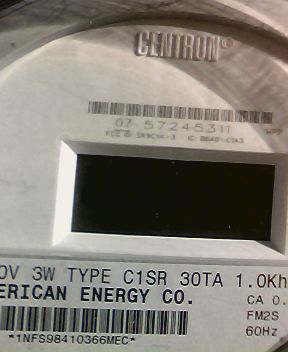 CENTRON®
07 57245311
0V 3W TYPE C1SR 30TA 1.0Kh
ERICAN ENERGY CO.
CA 0.
FM2S
60Hz
*1NFS98410366MEC*